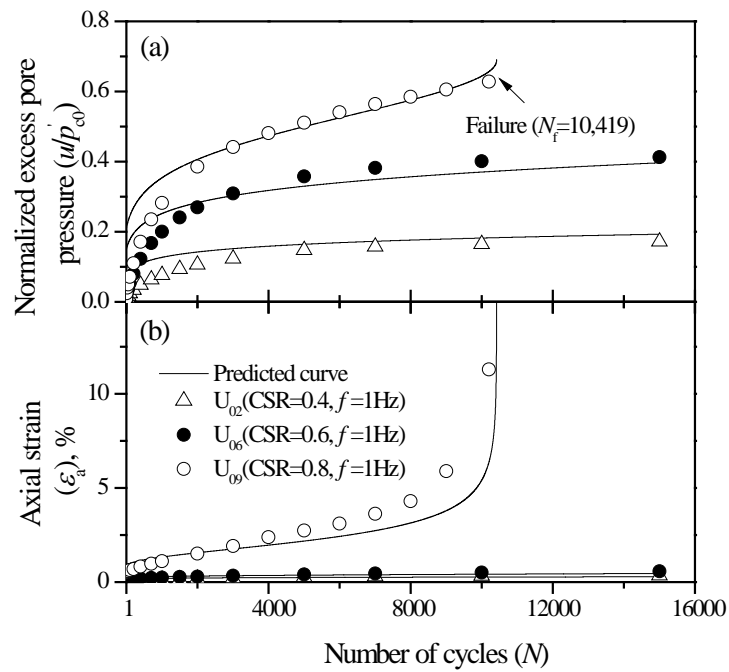 (a)
Normalized excess pore
pressure (u/p'c0)
0.8
0.6
0.4
0.2
0.0
Failure (Nf=10,419)
(b)
Axial strain
(εa), %
10
5
0
Predicted curve
U02(CSR=0.4, f=1Hz)
U06(CSR=0.6, f=1Hz)
U09(CSR=0.8, f=1Hz)
1 4000 8000 12000 16000
Number of cycles (N)